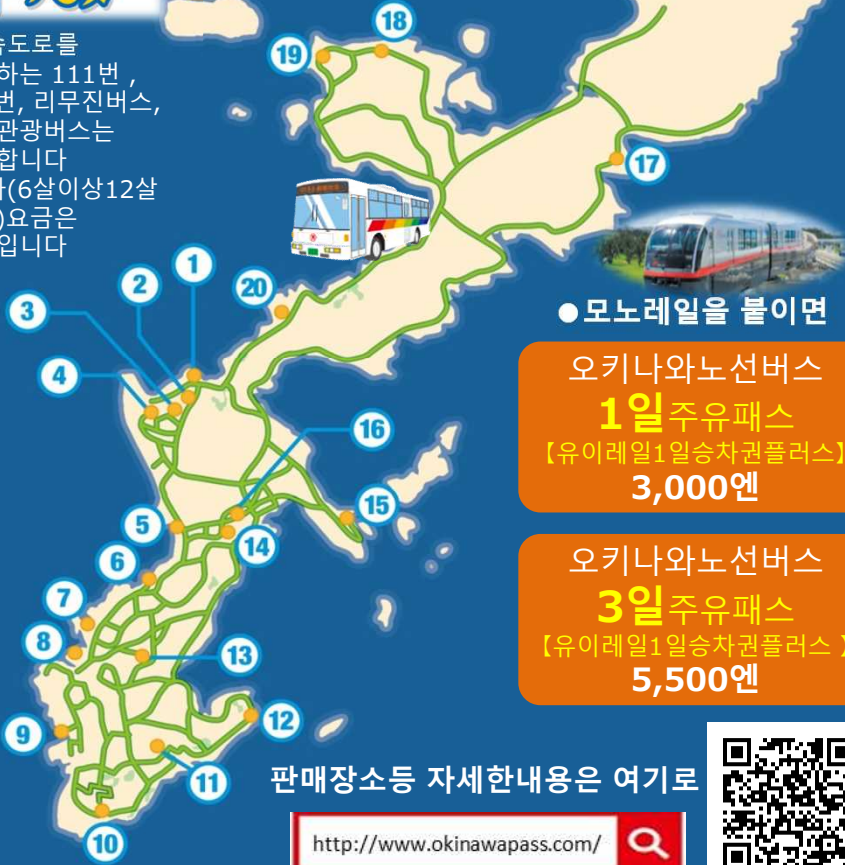 속도로를
하는 111번 ,
번, 리무진버스,
관광버스는
합니다
(6살이상12살
)요금은
입니다
18
19
17
1
2
20
3
4
16
15
5
14
6
7
8
13
12
9
11
10
●모노레일을 붙이면
오키나와노선버스
1일주유패스
【유이레일1일승차권플러스】
3,000엔
오키나와노선버스
3일주유패스
【유이레일1일승차권플러스 】
5,500엔
판매장소등 자세한내용은 여기로
http://www.okinawapass.com/